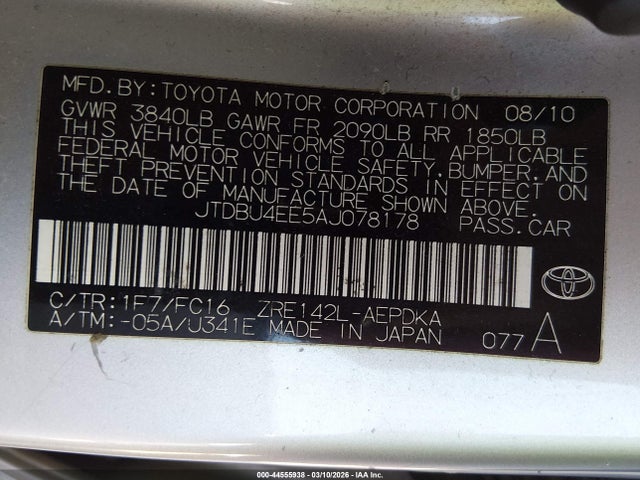 MFD.BY:TOYOTA MOTOR CORPORATION 08/10
GVWR 3840LB GAWR FR 2090LB RR 1850LB
THIS VEHICLE CONFORMS TO ALL APPLICABLE
FEDERAL MOTOR VEHICLE SAFETY,BUMPER,AND
THEFT PREVENTION STANDARDS IN EFFECT ON
THE DATE OF MANUFACTURE SHOWN ABOVE.
JTDBU4EE5AJ078178 PASS.CAR
C/TR:1F7/FC16 ZRE142L-AEPDKA
A/TM:-05A/U341E MADE IN JAPAN 077 A
000-44555938 - 03/10/2026 - IAA Inc.